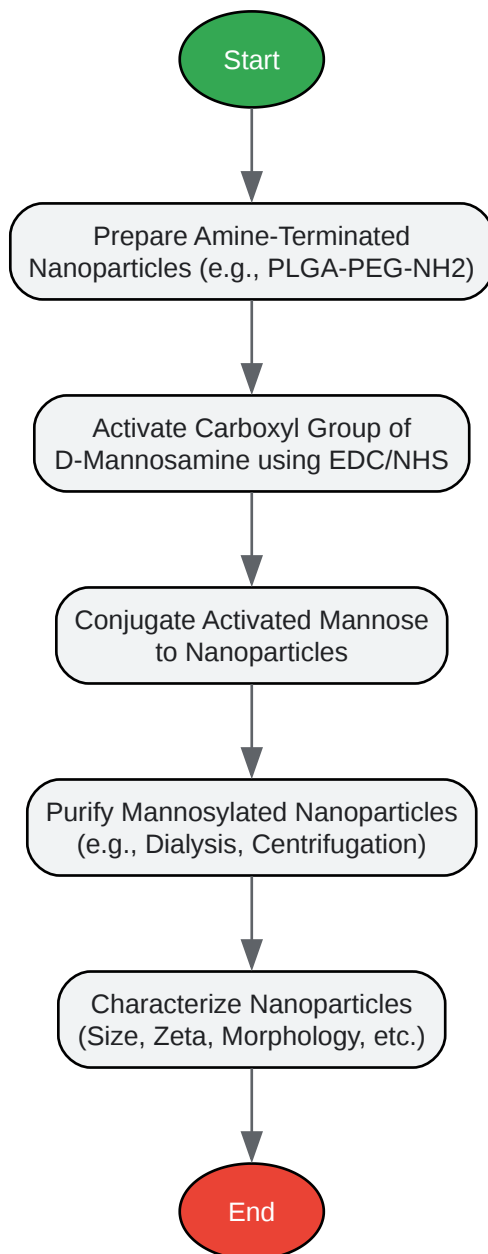 Start
Prepare Amine-Terminated
Nanoparticles (e.g., PLGA-PEG-NH2)
Activate Carboxyl Group of
D-Mannosamine using EDC/NHS
Conjugate Activated Mannose
to Nanoparticles
Purify Mannosylated Nanoparticles
(e.g., Dialysis, Centrifugation)
Characterize Nanoparticles
(Size, Zeta, Morphology, etc.)
End